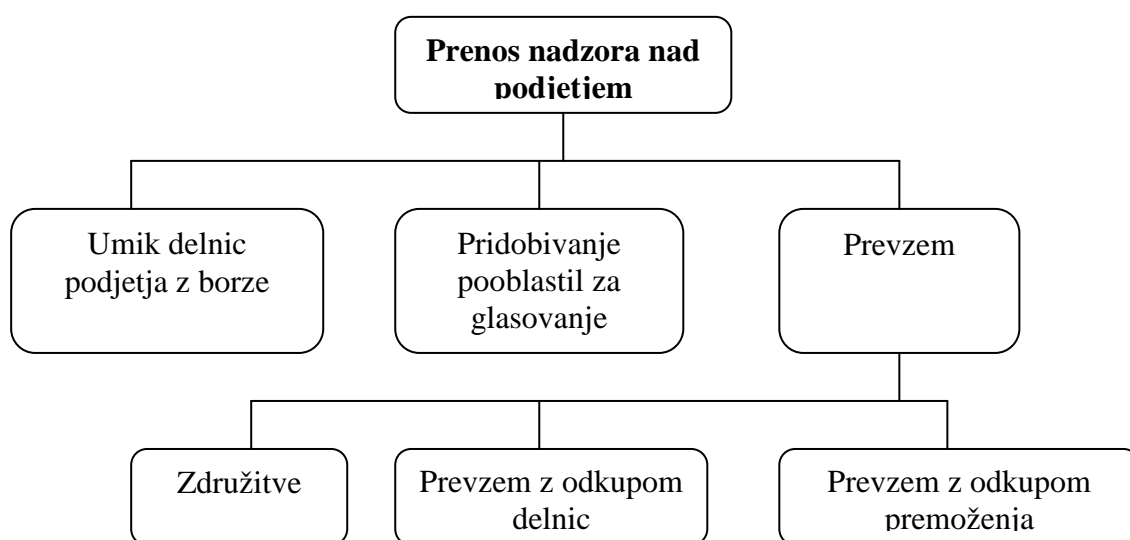 Prenos nadzora nad
podjetjem
Umik delnic
podjetja z borze
Pridobivanje
pooblastil za
glasovanje
Prevzem
Združitve
Prevzem z odkupom
delnic
Prevzem z odkupom
premoženja